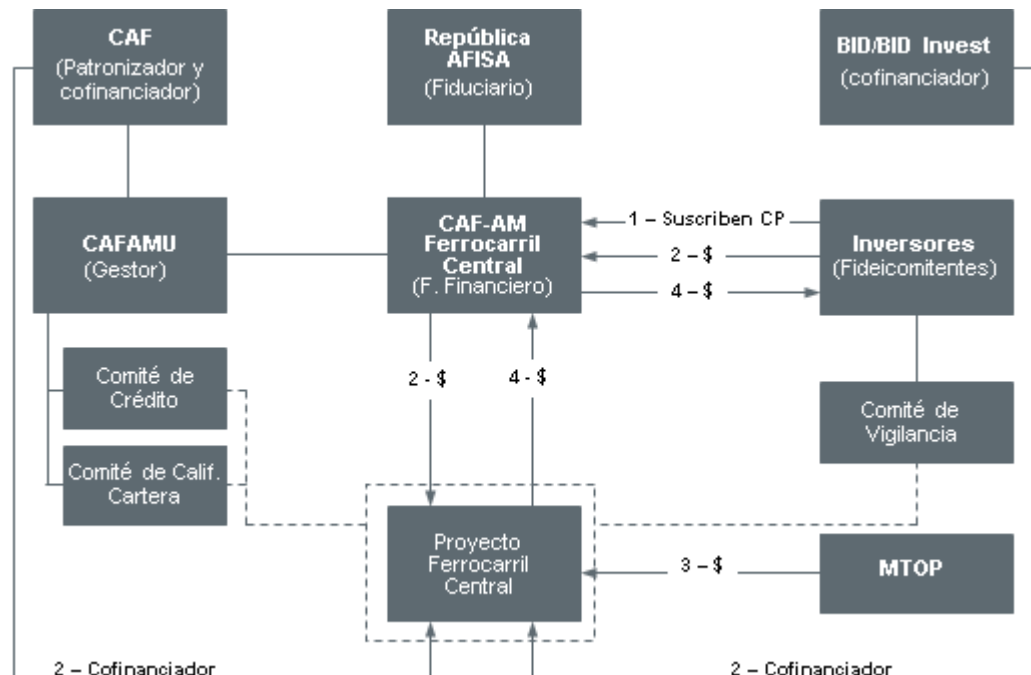 CAF
(Patronizador y
cofinanciador)
República
AFISA
(Fiduciario)
BID/BID Invest
(cofinanciador)
CAFAMU
(Gestor)
CAF-AM
Ferrocarril
Central
(F. Financiero)
1 – Suscriben CP
2 – $
4 – $
Inversores
(Fideicomitentes)
Comité de
Crédito
2 - $
4 - $
Comité de
Vigilancia
Comité de Calif.
Cartera
Proyecto
Ferrocarril
Central
3 – $
MTOP
2 – Cofinanciador
2 – Cofinanciador